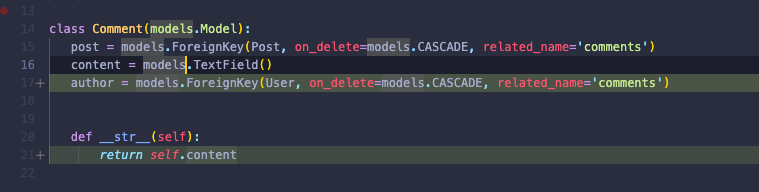 13
14 class Comment(models.Model):
15 post = models.ForeignKey(Post, on_delete=models.CASCADE, related_name='comments')
16 content = models.TextField()
17+ author = models.ForeignKey(User, on_delete=models.CASCADE, related_name='comments')
18
19
20 def __str__(self):
21+ return self.content
22